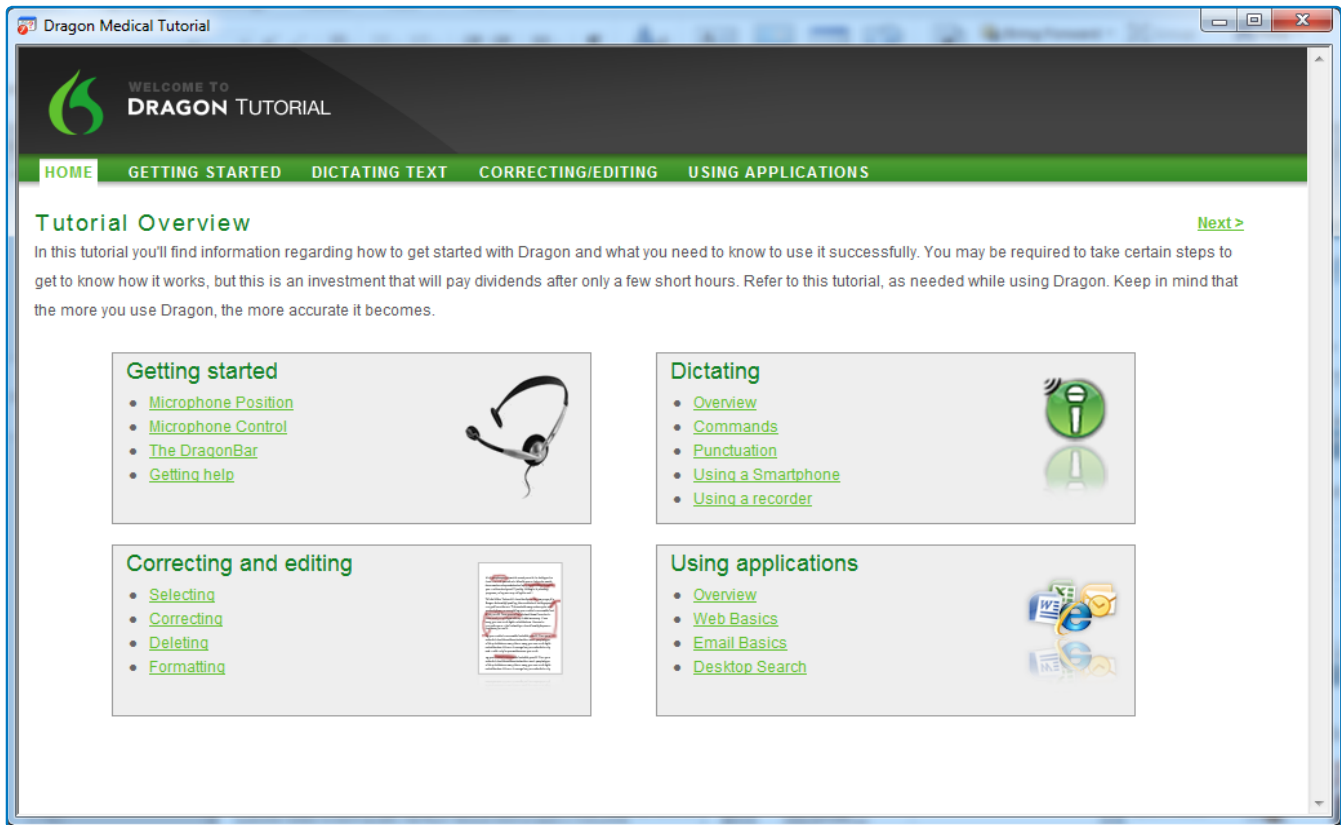 Dragon Medical Tutorial
WELCOME TO
DRAGON TUTORIAL
HOME GETTING STARTED DICTATING TEXT CORRECTING/EDITING USING APPLICATIONS
Tutorial Overview
Next >
In this tutorial you'll find information regarding how to get started with Dragon and what you need to know to use it successfully. You may be required to take certain steps to
get to know how it works, but this is an investment that will pay dividends after only a few short hours. Refer to this tutorial, as needed while using Dragon. Keep in mind that
the more you use Dragon, the more accurate it becomes.
Getting started
• Microphone Position
• Microphone Control
• The DragonBar
• Getting help
Dictating
• Overview
• Commands
• Punctuation
• Using a Smartphone
• Using a recorder
Correcting and editing
• Selecting
• Correcting
• Deleting
• Formatting
Using applications
• Overview
• Web Basics
• Email Basics
• Desktop Search